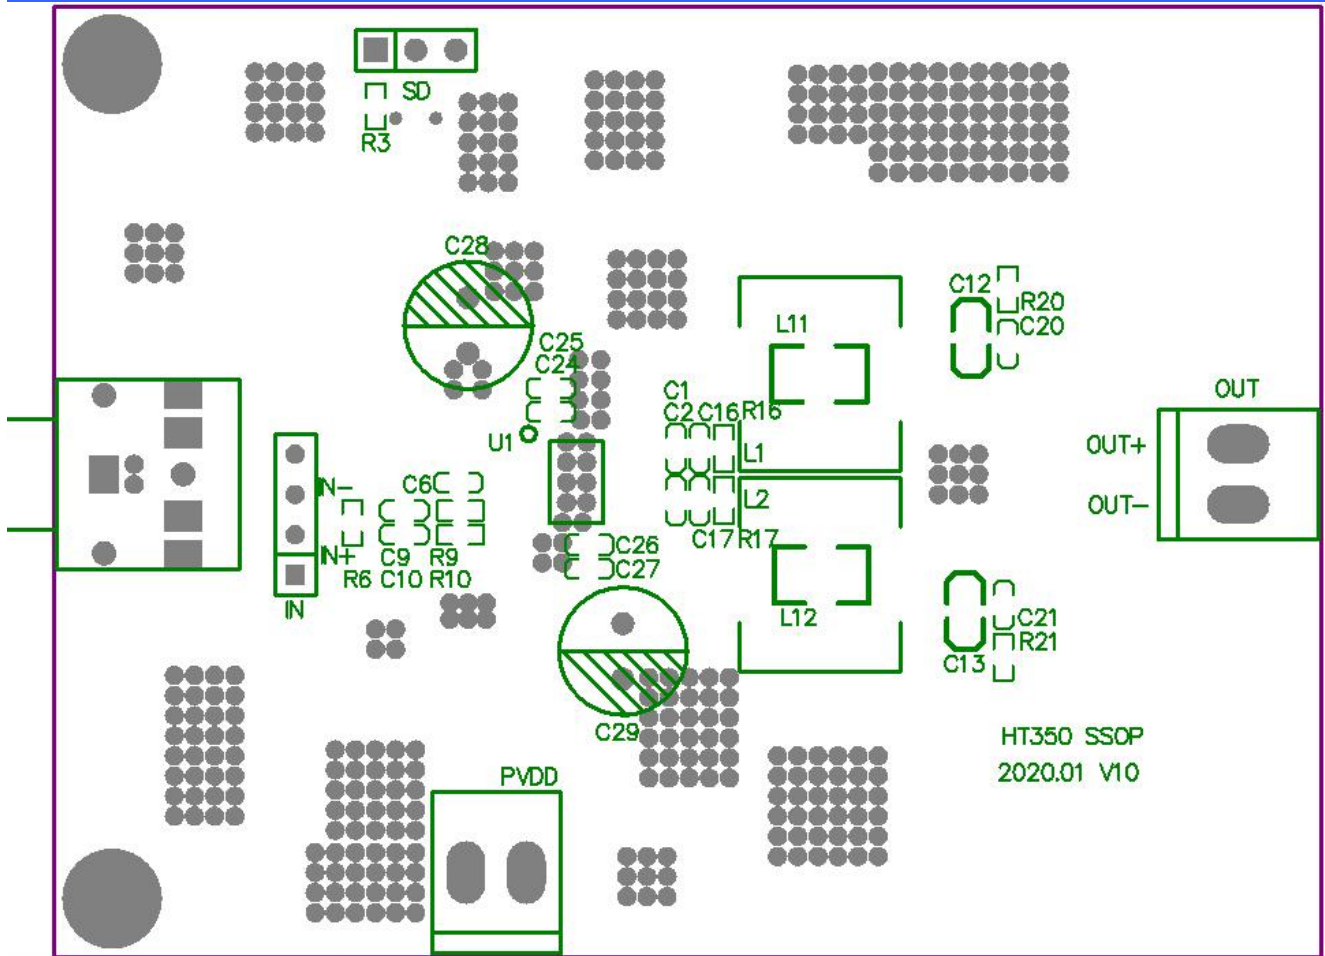 SD
R3
C28
C12
R20
C20
L11
C25
C24
OUT
C1
C2 C16 R16
U1
OUT+
L1
C6
IN-
L2
OUT-
C17 R17
C26
IN+
C9 R9
C27
R6 C10 R10
IN
L12
C21
R21
C13
C29
HT350 SSOP
2020.01 V10
PVDD